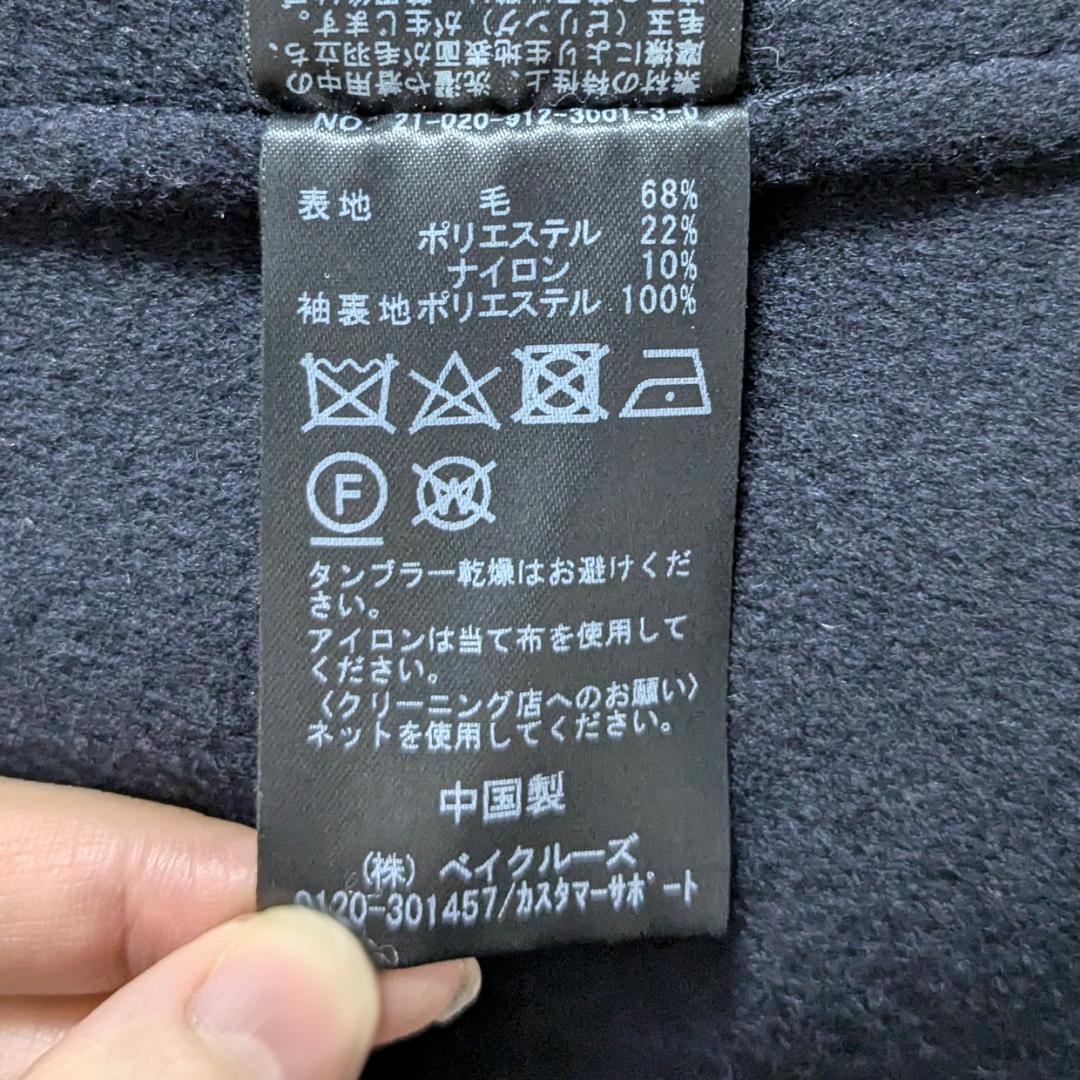 素材の特性上、洗濯や着用中の
摩擦により生地表面が毛羽立ち、
毛玉（ピリング）が生じます。
NO. 21-020-912-3001-3-0
表地 毛 68%
ポリエステル 22%
ナイロン 10%
袖裏地 ポリエステル 100%
F
W
タンブラー乾燥はお避けくだ
さい。
アイロンは当て布を使用して
ください。
〈クリーニング店へのお願い〉
ネットを使用してください。
中国製
(株) ベイクルーズ
0120-301457/カスタマーサポート